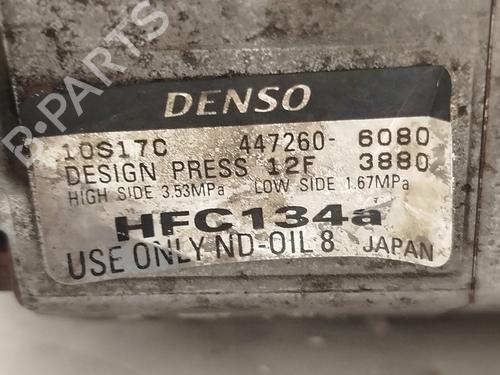 B-PARTS
DENSO
10S17C 447260-6080
DESIGN PRESS 12F 3880
HIGH SIDE 3.53MPa LOW SIDE 1.67MPa
HFC134a
USE ONLY ND-OIL 8 JAPAN